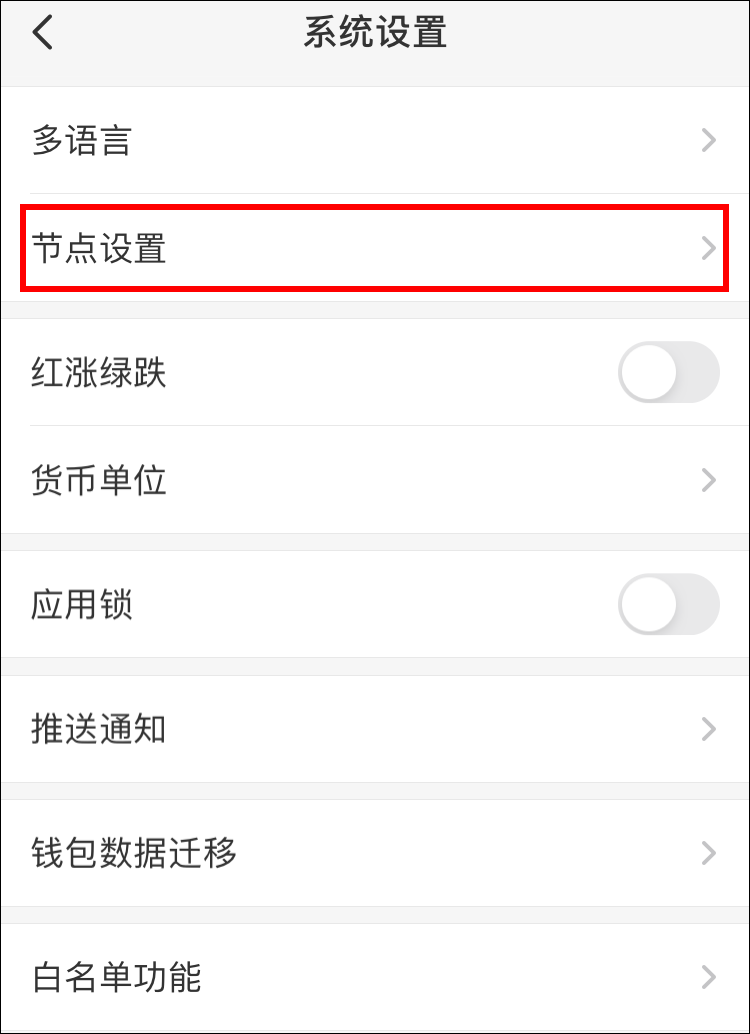 系统设置
多语言
节点设置
红涨绿跌
货币单位
应用锁
推送通知
钱包数据迁移
白名单功能